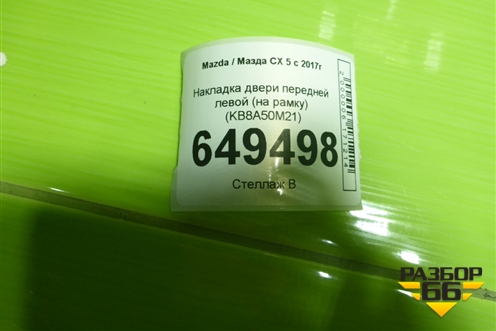 Mazda / Мазда CX 5 с 2017г
Накладка двери передней
левой (на рамку)
(KB8A50M21)
649498
Стеллаж В
РАЗБОР
66